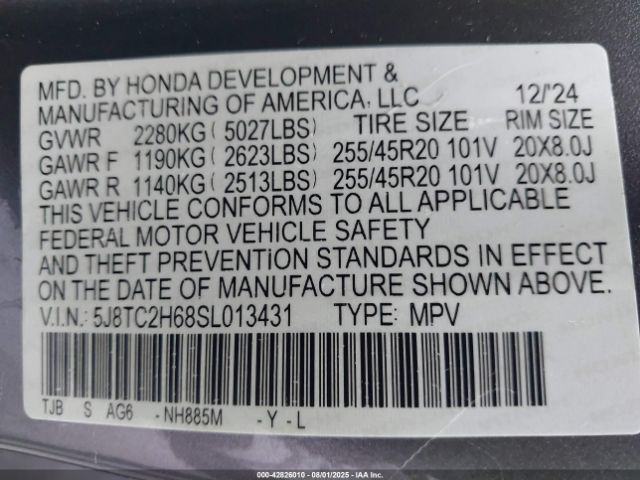 MFD. BY HONDA DEVELOPMENT &
MANUFACTURING OF AMERICA, LLC 12/'24
GVWR 2280KG ( 5027LBS) TIRE SIZE RIM SIZE
GAWR F 1190KG ( 2623LBS) 255/45R20 101V 20X8.0J
GAWR R 1140KG ( 2513LBS) 255/45R20 101V 20X8.0J
THIS VEHICLE CONFORMS TO ALL APPLICABLE
FEDERAL MOTOR VEHICLE SAFETY
AND THEFT PREVENTION STANDARDS IN EFFECT
ON THE DATE OF MANUFACTURE SHOWN ABOVE.
V.I.N.: 5J8TC2H68SL013431 TYPE: MPV
TJB S AG6 - NH885M - Y - L
000-42826010 - 08/01/2025 - IAAI.COM